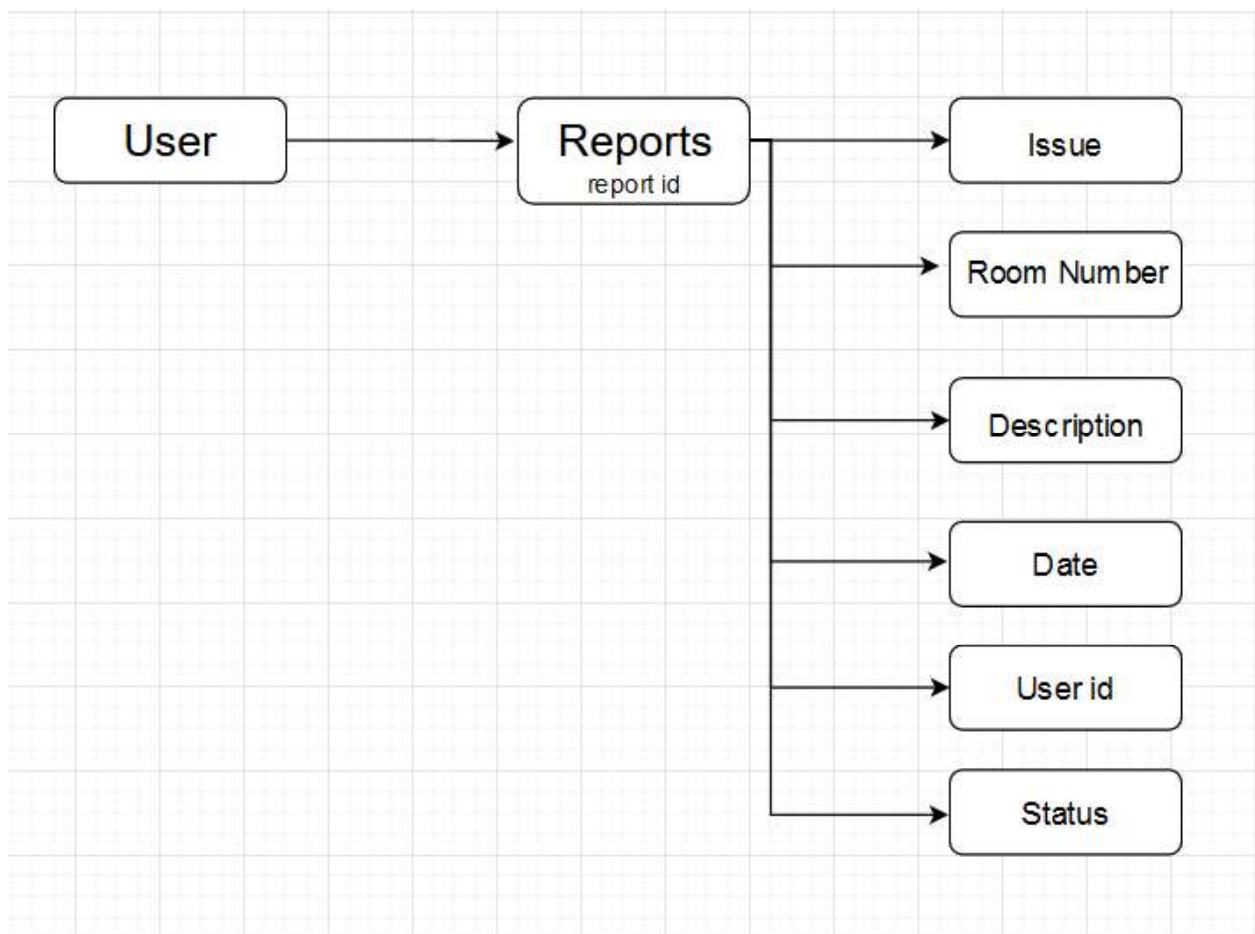 User
Reports
report id
Issue
Room Number
Description
Date
User id
Status